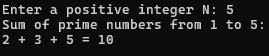 Enter a positive integer N: 5
Sum of prime numbers from 1 to 5:
2 + 3 + 5 = 10